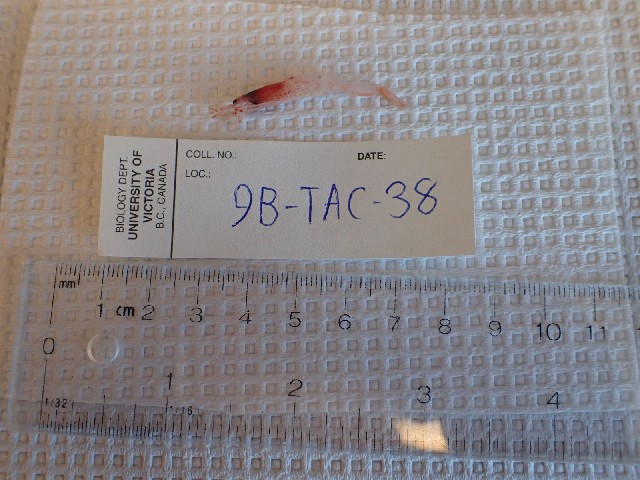 BIOLOGY DEPT.
UNIVERSITY OF
VICTORIA
B.C., CANADA
COLL. NO.:
DATE:
LOC.:
9B-TAC-38
mm
1 cm 2 3 4 5 6 7 8 9 10 11
0
1 2 3 4
1/32
1/16